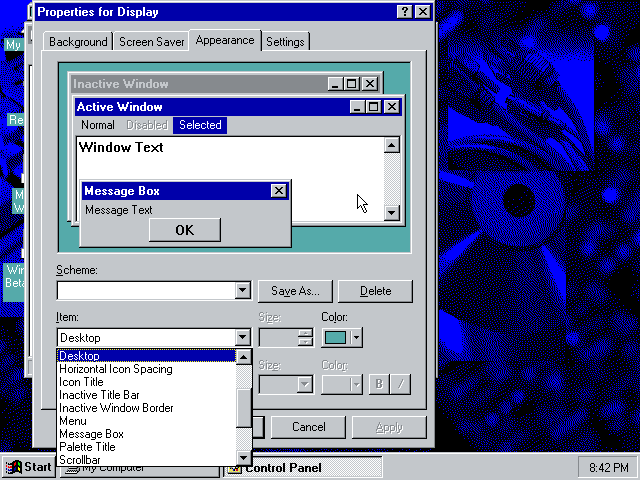 Properties for Display
Background
Screen Saver
Appearance
Settings
Inactive Window
Active Window
Normal
Disabled
Selected
Window Text
Message Box
Message Text
OK
Scheme:
Save As...
Delete
Item:
Size:
Color:
Desktop
Desktop
Horizontal Icon Spacing
Icon Title
Inactive Title Bar
Inactive Window Border
Menu
Message Box
Palette Title
Scrollbar
Size:
Color:
B
/
Cancel
Apply
My
Re
M
W
Win
Beta
Start
My Computer
Control Panel
8:42 PM